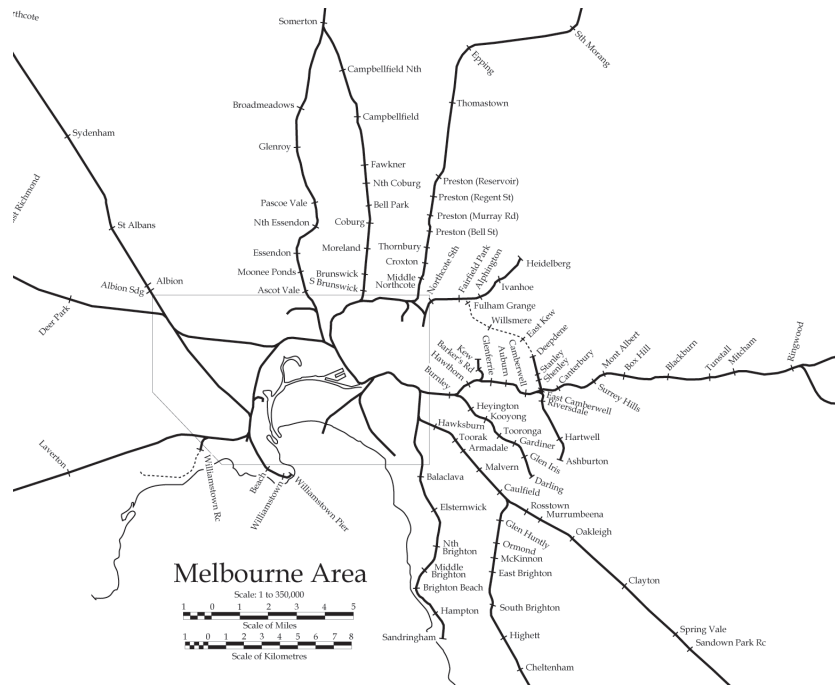 rthcote
Somerton
Sth Morang
Epping
Campbellfield Nth
Broadmeadows
Thomastown
Campbellfield
Sydenham
Glenroy
Fawkner
Nth Coburg
Preston (Reservoir)
Preston (Regent St)
st Richmond
Pascoe Vale
Bell Park
Preston (Murray Rd)
St Albans
Nth Essendon
Coburg
Preston (Bell St)
Essendon
Moreland
Thornbury
Croxton
Moonee Ponds
Brunswick
Middle
Northcote
Northcote Sth
Fairfield Park
Alphington
Heidelberg
Ivanhoe
Albion
Albion Sdg
Ascot Vale
S Brunswick
Fulham Grange
Deer Park
Willsmere
East Kew
Deepdene
Stanley
Shenley
Canterbury
Mont Albert
Box Hill
Blackburn
Tunstall
Mitcham
Ringwood
Kew
Barker's Rd
Hawthorn
Burnley
Glenferrie
Auburn
Camberwell
Surrey Hills
East Camberwell
Riversdale
Heyington
Kooyong
Hawksburn
Tooronga
Toorak
Armadale
Gardiner
Hartwell
Laverton
Williamstown Rc
Beach
Williamstown
Williamstown Pier
Glen Iris
Ashburton
Malvern
Darling
Balaclava
Caulfield
Elsternwick
Rosstown
Murrumbeena
Glen Huntly
Oakleigh
Nth
Brighton
Ormond
McKinnon
Middle
Brighton
East Brighton
Brighton Beach
Clayton
Hampton
South Brighton
Sandringham
Highett
Spring Vale
Sandown Park Rc
Cheltenham
Melbourne Area
Scale: 1 to 350,000
1 0 1 2 3 4 5
Scale of Miles
1 0 1 2 3 4 5 6 7 8
Scale of Kilometres